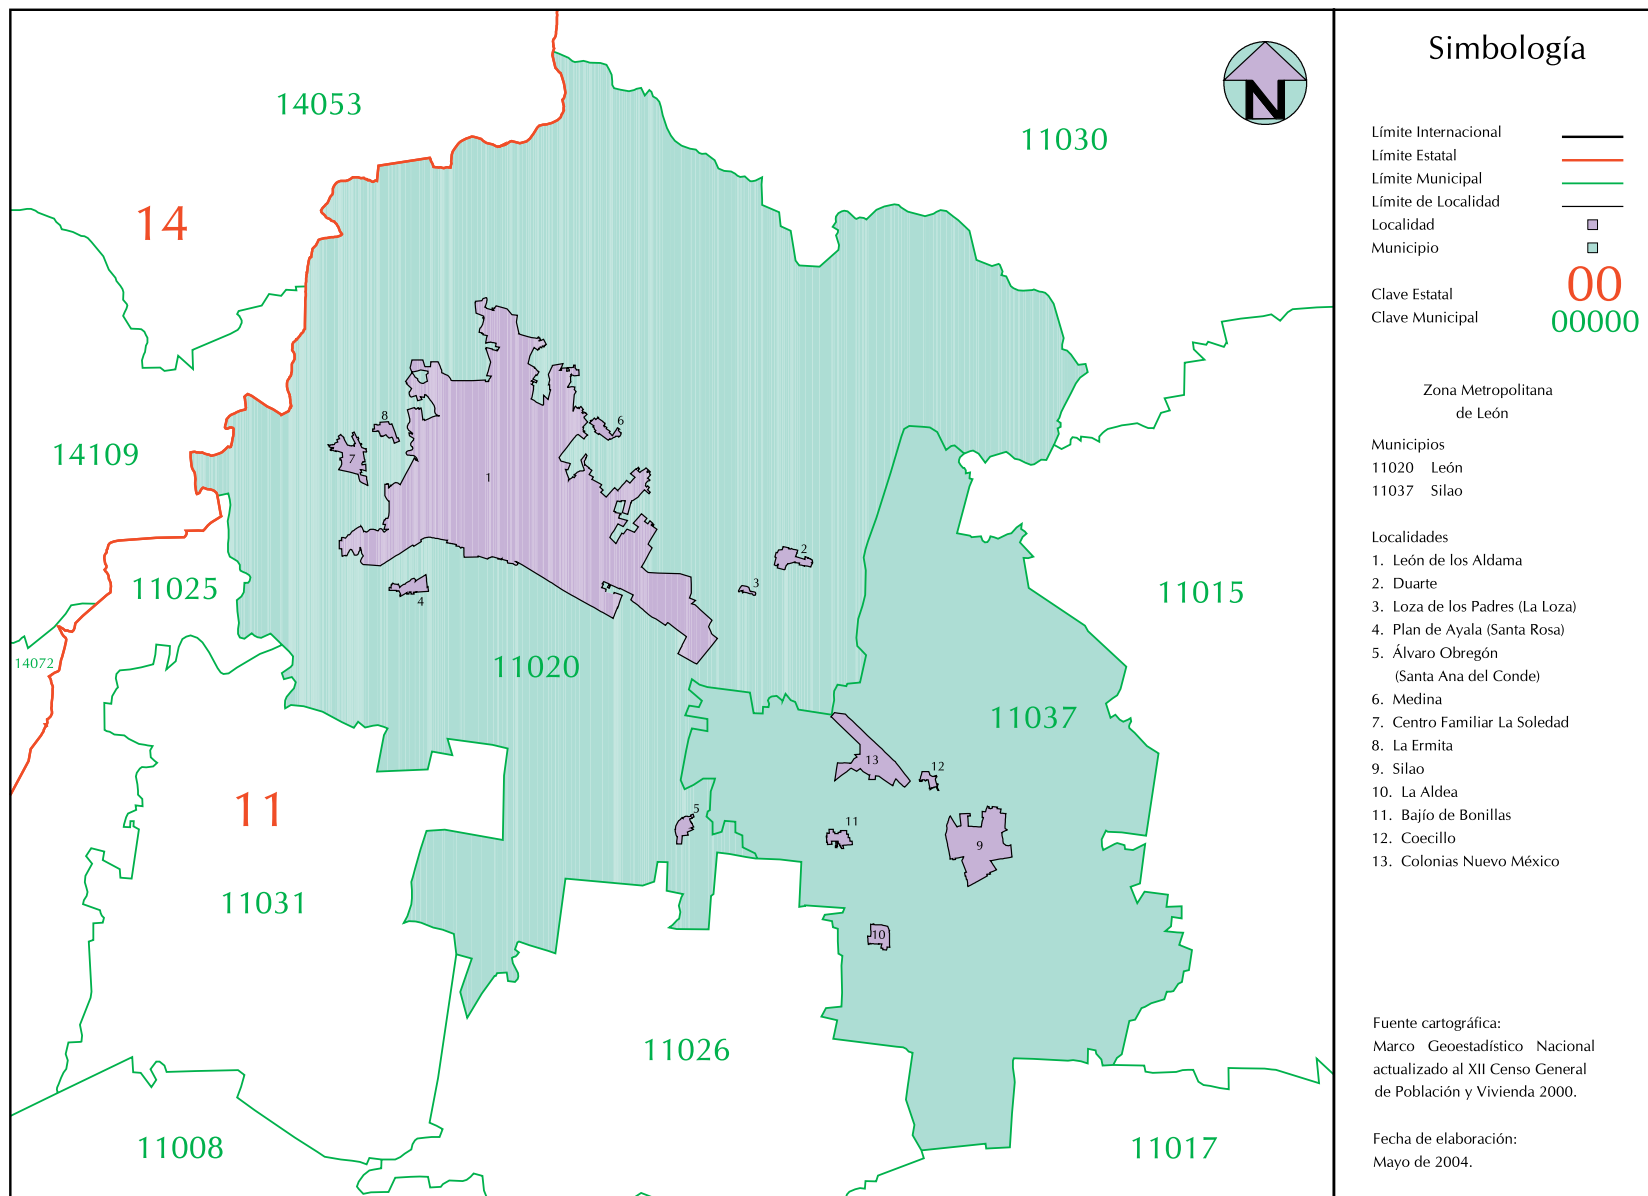 14053
11030
14
14109
11025
14072
11020
11015
11037
11
11031
11026
11008
11017
8
7
6
1
2
3
4
5
13
12
11
9
10
N
Simbología
Límite Internacional
Límite Estatal
Límite Municipal
Límite de Localidad
Localidad
Municipio
Clave Estatal 00
Clave Municipal 00000
Zona Metropolitana
de León
Municipios
11020 León
11037 Silao
Localidades
1. León de los Aldama
2. Duarte
3. Loza de los Padres (La Loza)
4. Plan de Ayala (Santa Rosa)
5. Álvaro Obregón
(Santa Ana del Conde)
6. Medina
7. Centro Familiar La Soledad
8. La Ermita
9. Silao
10. La Aldea
11. Bajío de Bonillas
12. Coecillo
13. Colonias Nuevo México
Fuente cartográfica:
Marco Geoestadístico Nacional
actualizado al XII Censo General
de Población y Vivienda 2000.
Fecha de elaboración:
Mayo de 2004.